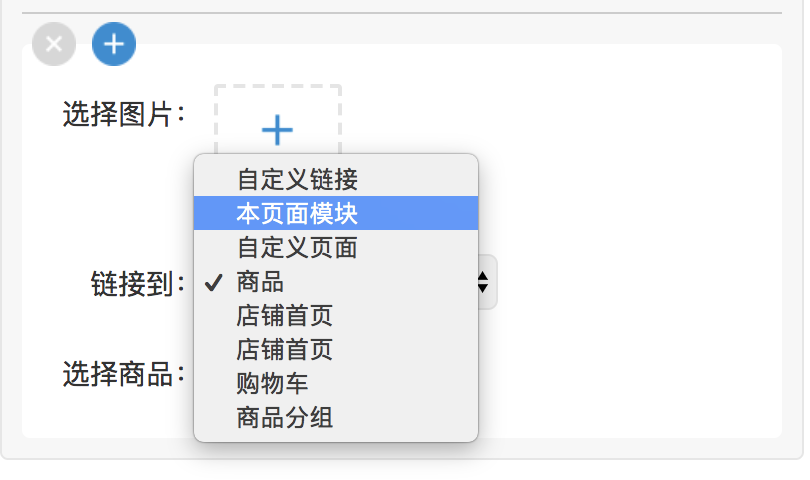 选择图片：
自定义链接
本页面模块
自定义页面
链接到：
✓ 商品
店铺首页
店铺首页
选择商品：
购物车
商品分组